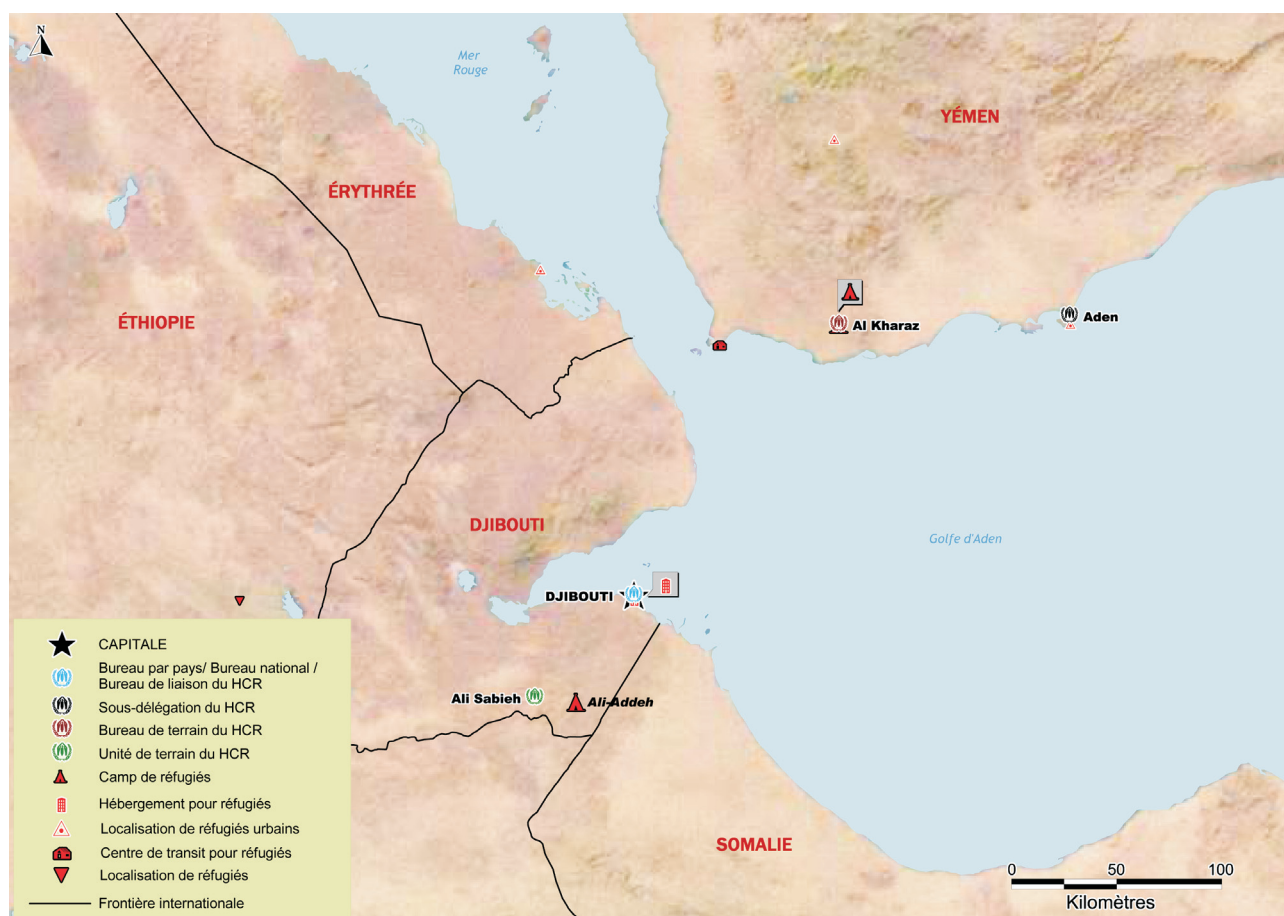 N
Mer
Rouge
YÉMEN
ÉRYTHRÉE
ÉTHIOPIE
Al Kharaz
Aden
DJIBOUTI
Golfe d'Aden
DJIBOUTI
Ali Sabieh
Ali-Addeh
SOMALIE
CAPITALE
Bureau par pays/ Bureau national /
Bureau de liaison du HCR
Sous-délégation du HCR
Bureau de terrain du HCR
Unité de terrain du HCR
Camp de réfugiés
Hébergement pour réfugiés
Localisation de réfugiés urbains
Centre de transit pour réfugiés
Localisation de réfugiés
Frontière internationale
0 50 100
Kilomètres